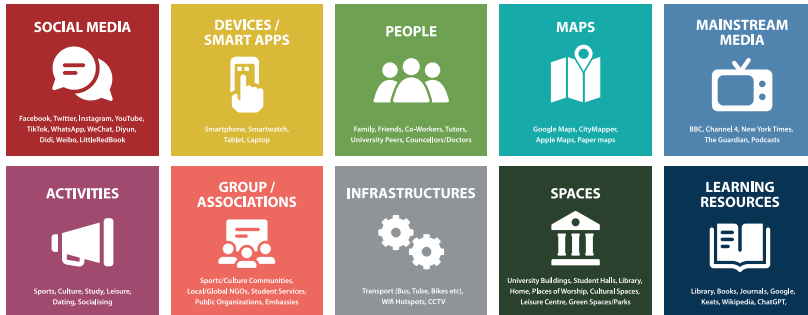 SOCIAL MEDIA
Facebook, Twitter, Instagram, YouTube,
TikTok, WhatsApp, WeChat, Diyun,
Didi, Weibo, LittleRedBook
DEVICES /
SMART APPS
Smartphone, Smartwatch,
Tablet, Laptop
PEOPLE
Family, Friends, Co-Workers, Tutors,
University Peers, Councellors/Doctors
MAPS
Google Maps, CityMapper,
Apple Maps, Paper maps
MAINSTREAM
MEDIA
BBC, Channel 4, New York Times,
The Guardian, Podcasts
ACTIVITIES
Sports, Culture, Study, Leisure,
Dating, Socialising
GROUP /
ASSOCIATIONS
Sports/Culture Communities,
Local/Global NGOs, Student Services,
Public Organizations, Embassies
INFRASTRUCTURES
Transport (Bus, Tube, Bikes etc),
Wifi Hotspots, CCTV
SPACES
University Buildings, Student Halls, Library,
Home, Places of Worship, Cultural Spaces,
Leisure Centre, Green Spaces/Parks
LEARNING
RESOURCES
Library, Books, Journals, Google,
Keats, Wikipedia, ChatGPT,